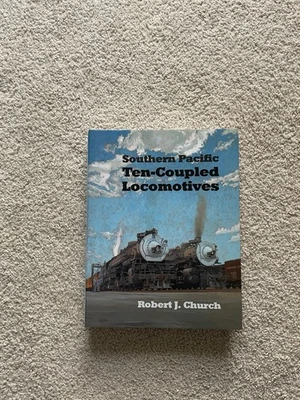 Southern Pacific
Ten-Coupled
Locomotives
Robert J. Church